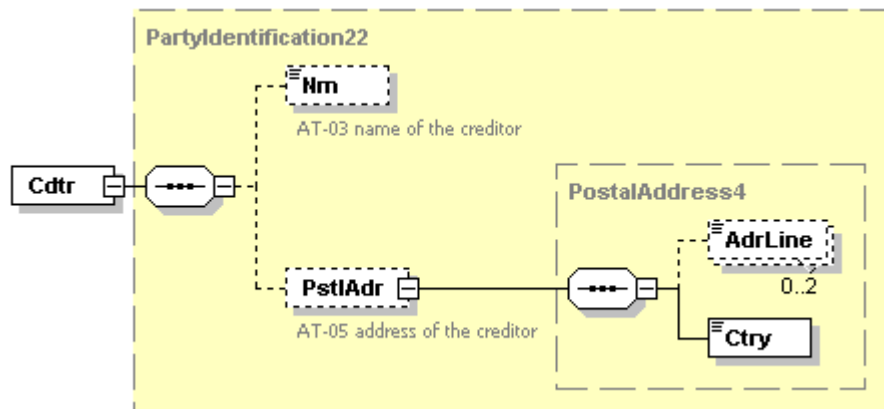 PartyIdentification22
Nm
AT-03 name of the creditor
Cdtr
PostalAddress4
AdrLine
0..2
PstlAdr
AT-05 address of the creditor
Ctry